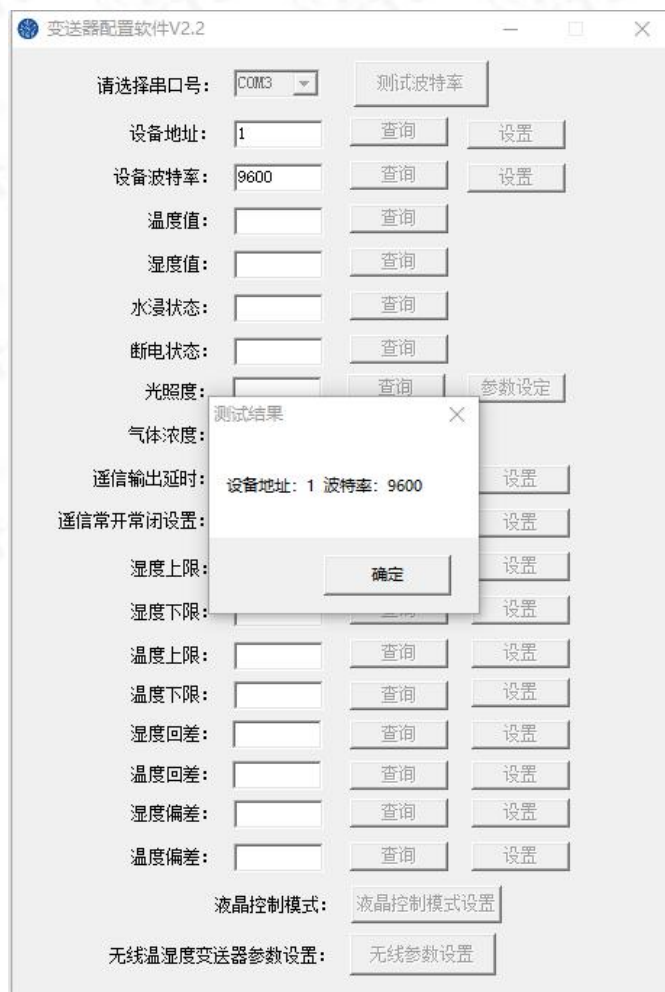 变送器配置软件V2.2
请选择串口号： COM3 测试波特率
设备地址： 1 查询 设置
设备波特率： 9600 查询 设置
温度值： 查询
湿度值： 查询
水浸状态： 查询
断电状态： 查询
光照度： 查询 参数设定
测试结果
气体浓度：
设备地址：1 波特率：9600
遥信输出延时： 设置
遥信常开常闭设置： 设置
湿度上限： 设置
确定
湿度下限： 设置
温度上限： 查询 设置
温度下限： 查询 设置
湿度回差： 查询 设置
温度回差： 查询 设置
湿度偏差： 查询 设置
温度偏差： 查询 设置
液晶控制模式： 液晶控制模式设置
无线温湿度变送器参数设置： 无线参数设置